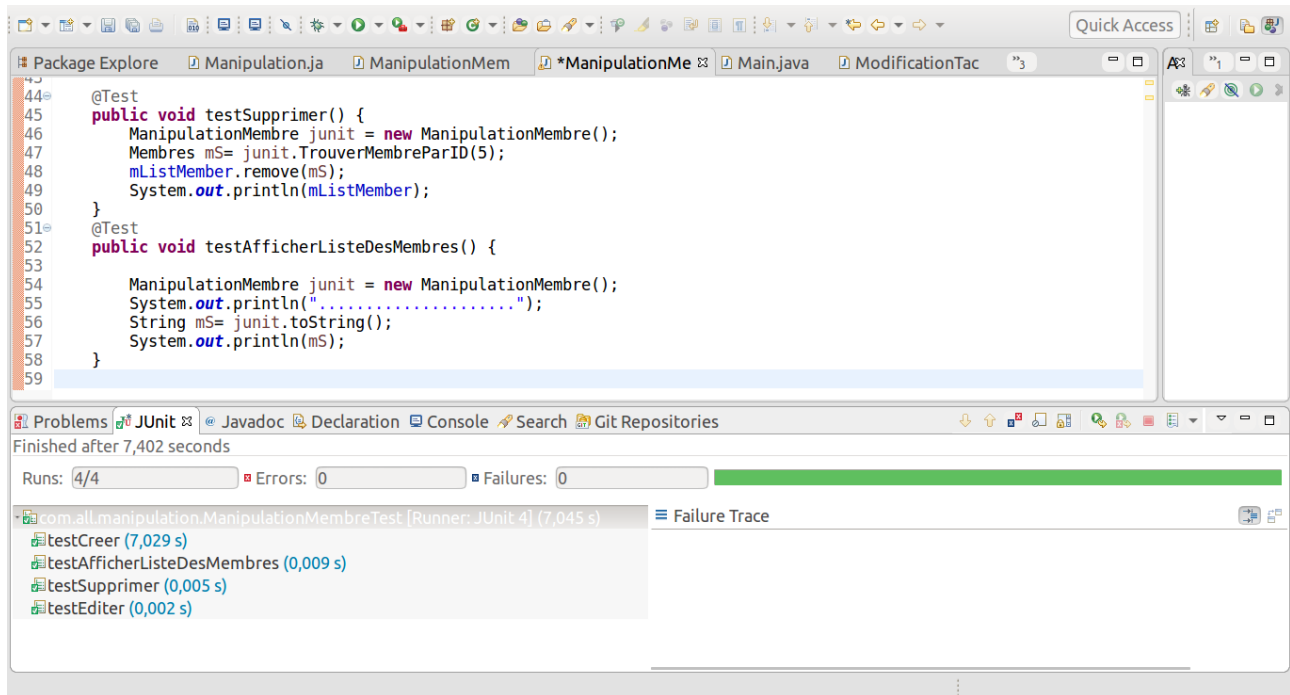 Quick Access
Package Explore Manipulation.ja ManipulationMem *ManipulationMe Main.java ModificationTac »3 »1
44 @Test
45 public void testSupprimer() {
46 ManipulationMembre junit = new ManipulationMembre();
47 Membres mS= junit.TrouverMembreParID(5);
48 mListMember.remove(mS);
49 System.out.println(mListMember);
50 }
51 @Test
52 public void testAfficherListeDesMembres() {
53
54 ManipulationMembre junit = new ManipulationMembre();
55 System.out.println(".....................");
56 String mS= junit.toString();
57 System.out.println(mS);
58 }
59
Problems JUnit @ Javadoc Declaration Console Search Git Repositories
Finished after 7,402 seconds
Runs: 4/4 Errors: 0 Failures: 0
com.all.manipulation.ManipulationMembreTest [Runner: JUnit 4] (7,045 s)
Failure Trace
testCreer (7,029 s)
testAfficherListeDesMembres (0,009 s)
testSupprimer (0,005 s)
testEditer (0,002 s)